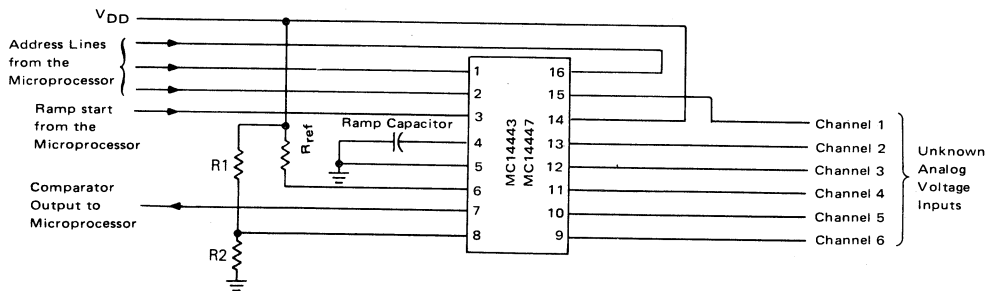 VDD
Address Lines
from the
Microprocessor
Ramp start
from the
Microprocessor
R1
Rref
Ramp Capacitor
Comparator
Output to
Microprocessor
R2
1
2
3
4
5
6
7
8
MC14443
MC14447
16
15
14
13
12
11
10
9
Channel 1
Channel 2
Channel 3
Channel 4
Channel 5
Channel 6
Unknown
Analog
Voltage
Inputs